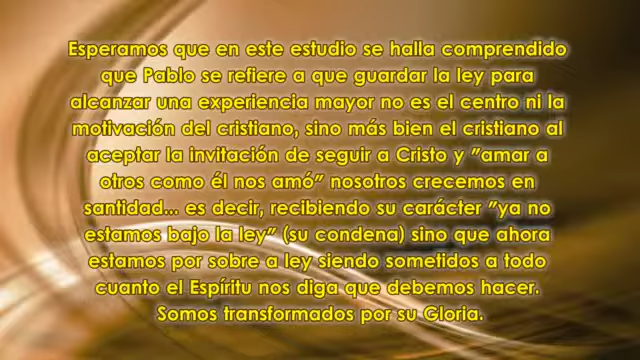 Esperamos que en este estudio se halla comprendido
que Pablo se refiere a que guardar la ley para
alcanzar una experiencia mayor no es el centro ni la
motivación del cristiano, sino más bien el cristiano al
aceptar la invitación de seguir a Cristo y "amar a
otros como él nos amó" nosotros crecemos en
santidad... es decir, recibiendo su carácter "ya no
estamos bajo la ley" (su condena) sino que ahora
estamos por sobre a ley siendo sometidos a todo
cuanto el Espíritu nos diga que debemos hacer.
Somos transformados por su Gloria.